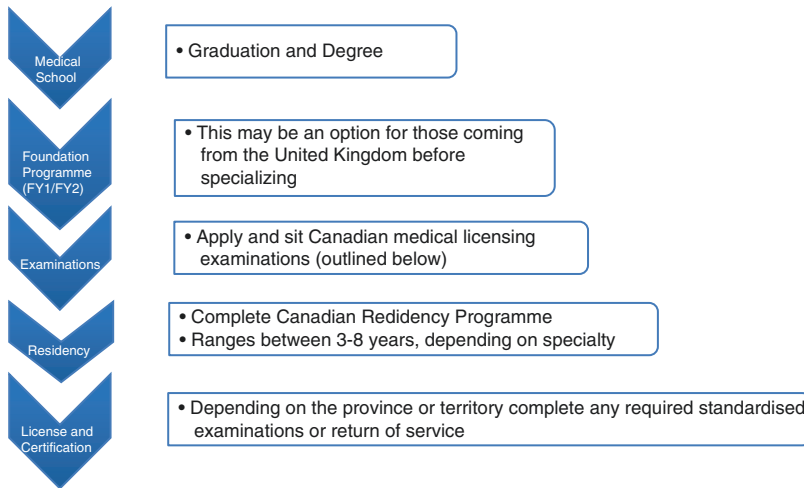 Medical
School
• Graduation and Degree
Foundation
Programme
(FY1/FY2)
• This may be an option for those coming
from the United Kingdom before
specializing
Examinations
• Apply and sit Canadian medical licensing
examinations (outlined below)
Residency
• Complete Canadian Redidency Programme
• Ranges between 3-8 years, depending on specialty
License and
Certification
• Depending on the province or territory complete any required standardised
examinations or return of service